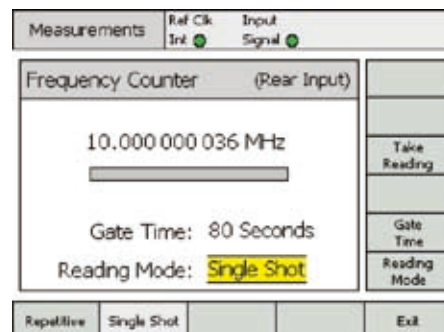 Measurements
Ref Clk Input
Int Signal
Frequency Counter (Rear Input)
10.000 000 036 MHz
Take
Reading
Gate Time: 80 Seconds
Gate
Time
Reading Mode: Single Shot
Reading
Mode
Repetitive Single Shot Exit